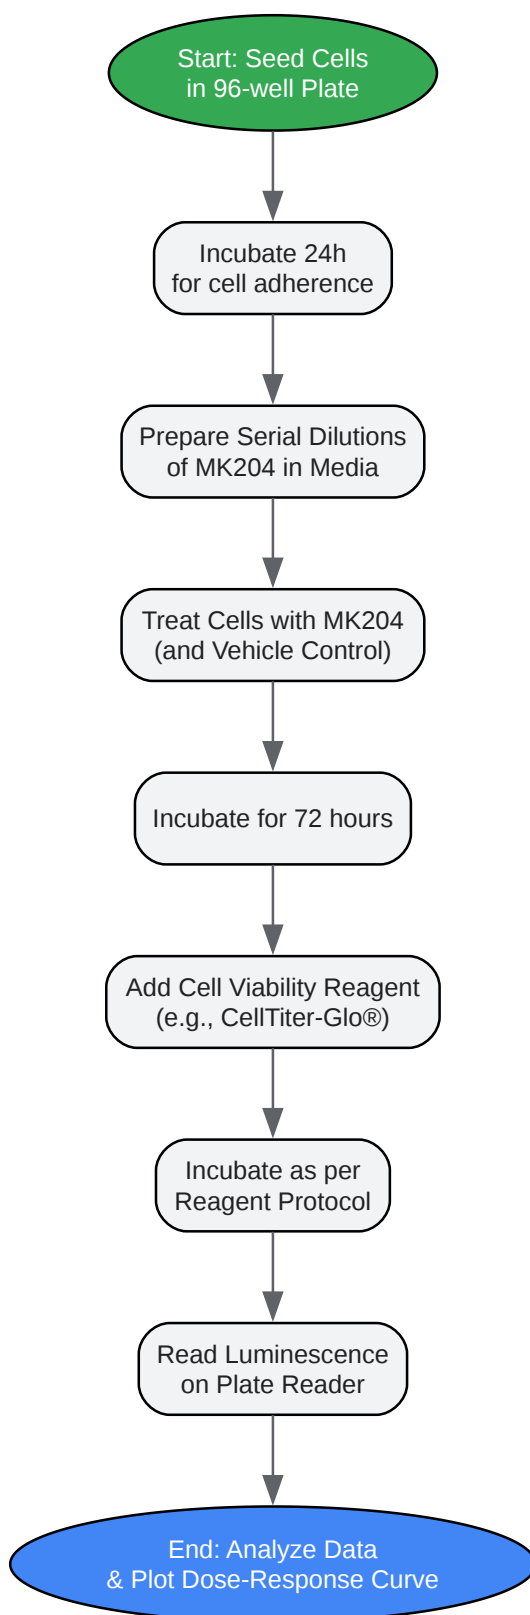 Start: Seed Cells
in 96-well Plate
Incubate 24h
for cell adherence
Prepare Serial Dilutions
of MK204 in Media
Treat Cells with MK204
(and Vehicle Control)
Incubate for 72 hours
Add Cell Viability Reagent
(e.g., CellTiter-Glo®)
Incubate as per
Reagent Protocol
Read Luminescence
on Plate Reader
End: Analyze Data
& Plot Dose-Response Curve